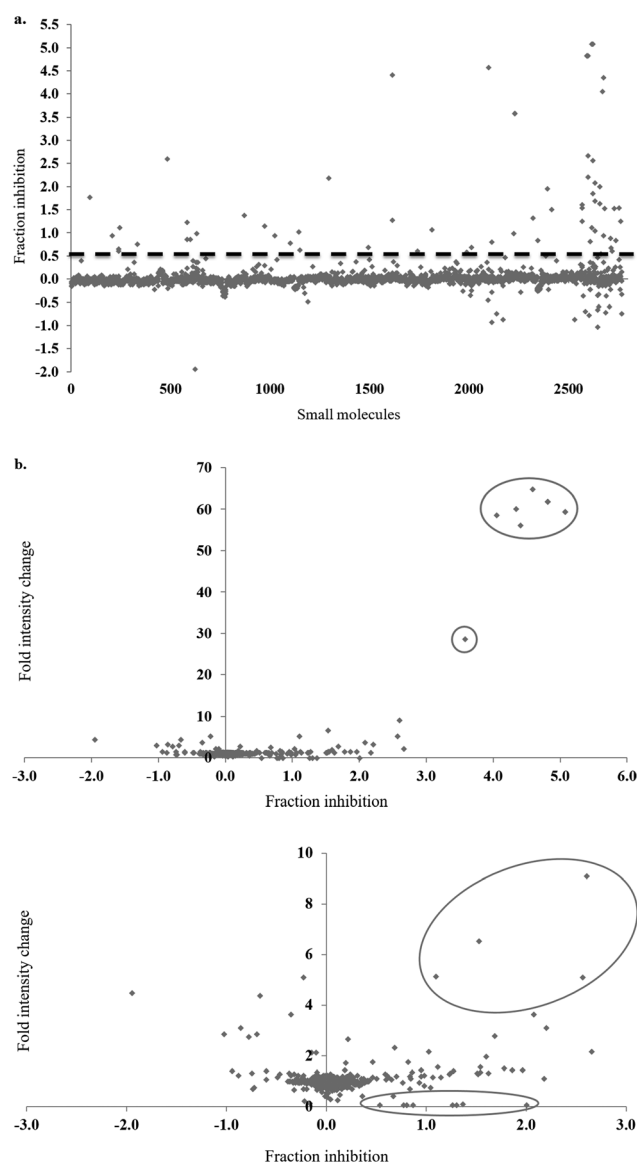 a.
Fraction inhibition
5.5
5.0
4.5
4.0
3.5
3.0
2.5
2.0
1.5
1.0
0.5
0.0
-0.5
-1.0
-1.5
-2.0
0 500 1000 1500 2000 2500
Small molecules
b.
Fold intensity change
70
60
50
40
30
20
10
0
-3.0 -2.0 -1.0 0.0 1.0 2.0 3.0 4.0 5.0 6.0
Fraction inhibition
Fold intensity change
10
8
6
4
2
0
-3.0 -2.0 -1.0 0.0 1.0 2.0 3.0
Fraction inhibition